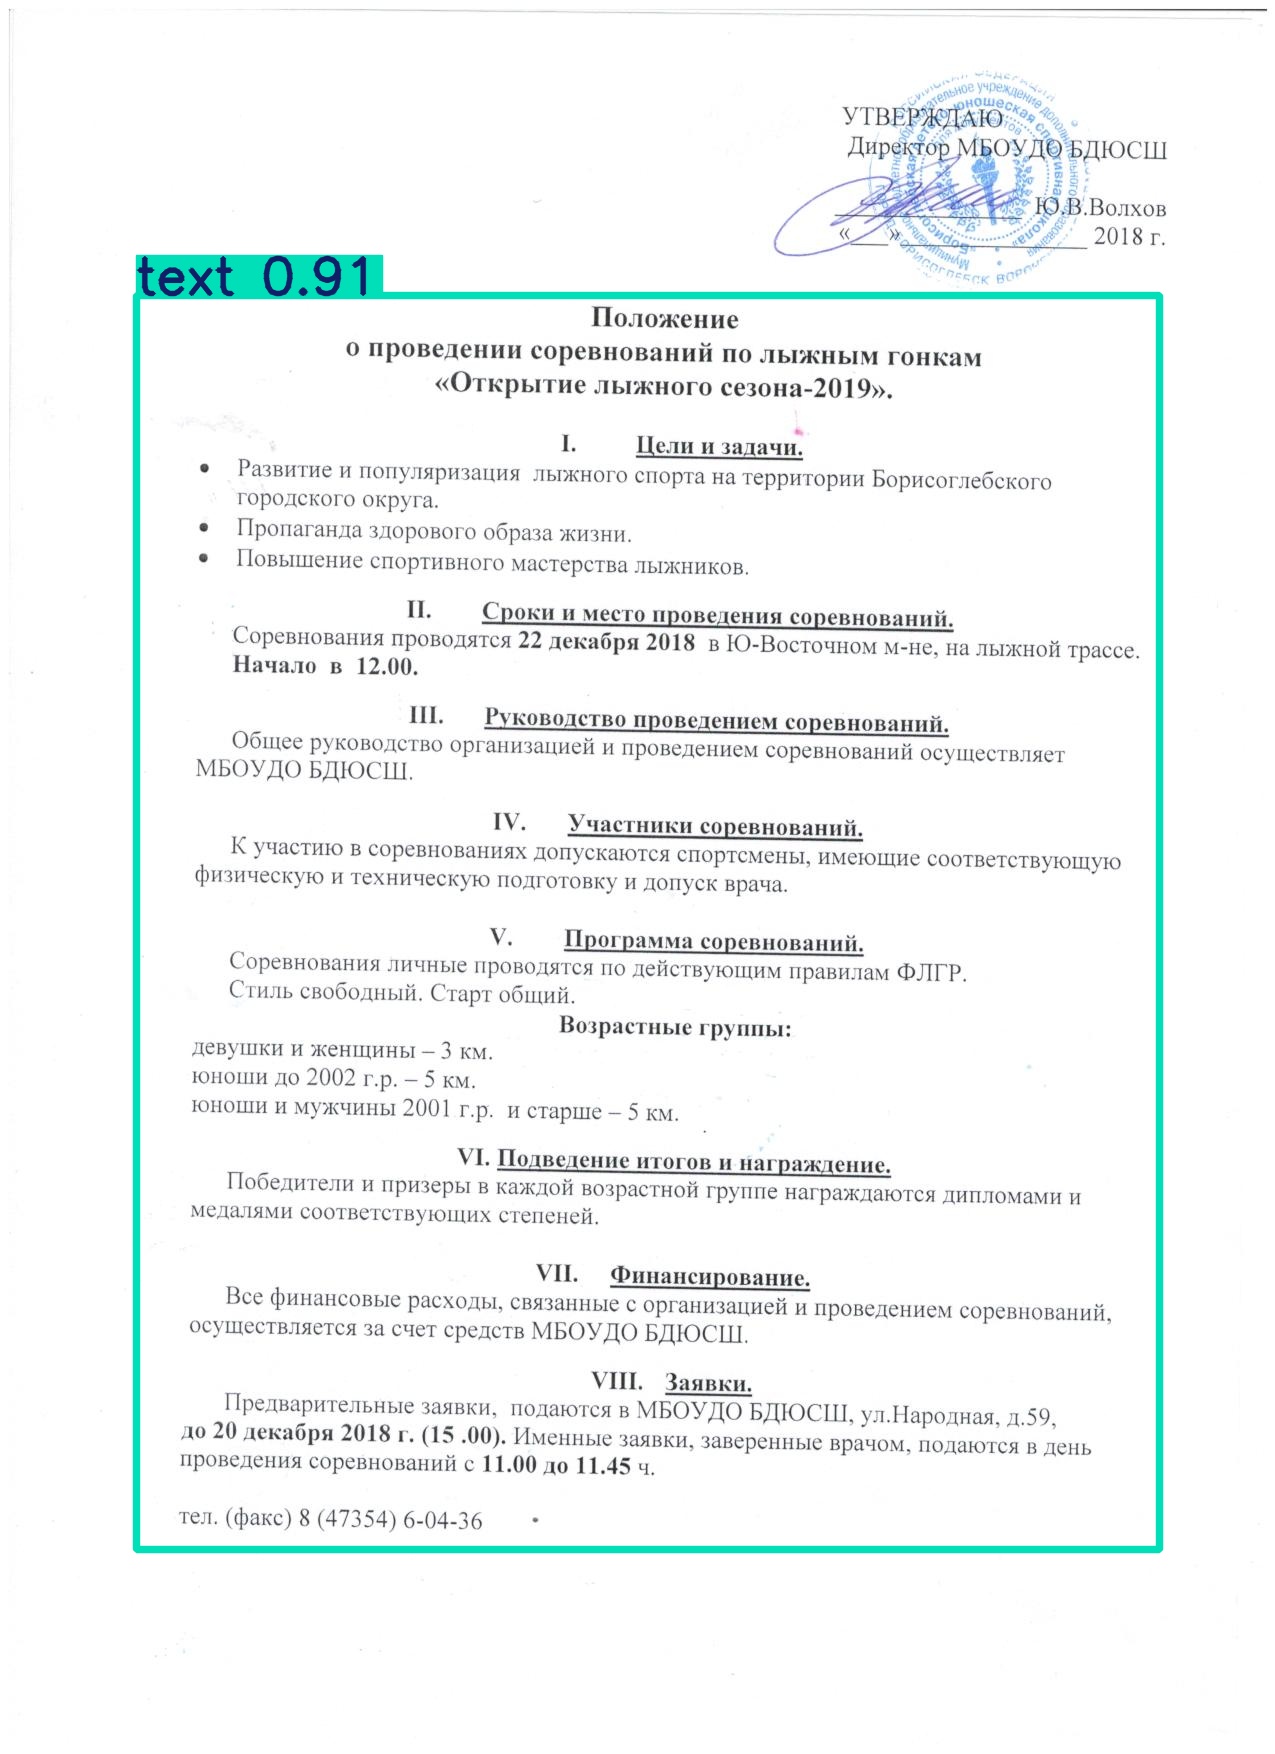 УТВЕРЖДАЮ
Директор МБОУДО БДЮСШ
Ю.В.Волхов
«___» 2018 г.
text 0.91
Положение
о проведении соревнований по лыжным гонкам
«Открытие лыжного сезона-2019».
I. Цели и задачи.
• Развитие и популяризация лыжного спорта на территории Борисоглебского
городского округа.
• Пропаганда здорового образа жизни.
• Повышение спортивного мастерства лыжников.
II. Сроки и место проведения соревнований.
Соревнования проводятся 22 декабря 2018 в Ю-Восточном м-не, на лыжной трассе.
Начало в 12.00.
III. Руководство проведением соревнований.
Общее руководство организацией и проведением соревнований осуществляет
МБОУДО БДЮСШ.
IV. Участники соревнований.
К участию в соревнованиях допускаются спортсмены, имеющие соответствующую
физическую и техническую подготовку и допуск врача.
V. Программа соревнований.
Соревнования личные проводятся по действующим правилам ФЛГР.
Стиль свободный. Старт общий.
Возрастные группы:
девушки и женщины – 3 км.
юноши до 2002 г.р. – 5 км.
юноши и мужчины 2001 г.р. и старше – 5 км.
VI. Подведение итогов и награждение.
Победители и призеры в каждой возрастной группе награждаются дипломами и
медалями соответствующих степеней.
VII. Финансирование.
Все финансовые расходы, связанные с организацией и проведением соревнований,
осуществляется за счет средств МБОУДО БДЮСШ.
VIII. Заявки.
Предварительные заявки, подаются в МБОУДО БДЮСШ, ул.Народная, д.59,
до 20 декабря 2018 г. (15 .00). Именные заявки, заверенные врачом, подаются в день
проведения соревнований с 11.00 до 11.45 ч.
тел. (факс) 8 (47354) 6-04-36